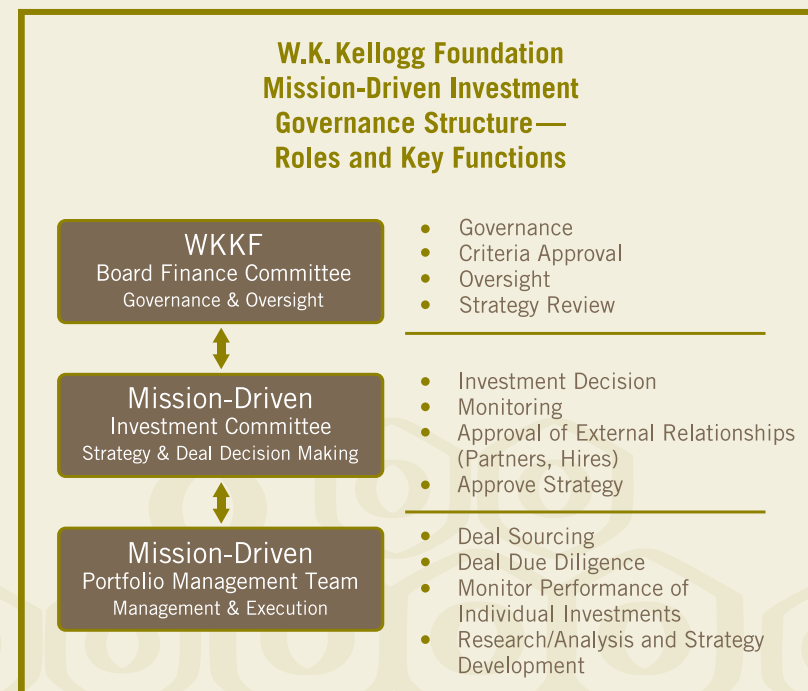 W.K. Kellogg Foundation
Mission-Driven Investment
Governance Structure—
Roles and Key Functions
WKKF
Board Finance Committee
Governance & Oversight
• Governance
• Criteria Approval
• Oversight
• Strategy Review
Mission-Driven
Investment Committee
Strategy & Deal Decision Making
• Investment Decision
• Monitoring
• Approval of External Relationships
(Partners, Hires)
• Approve Strategy
Mission-Driven
Portfolio Management Team
Management & Execution
• Deal Sourcing
• Deal Due Diligence
• Monitor Performance of
Individual Investments
• Research/Analysis and Strategy
Development